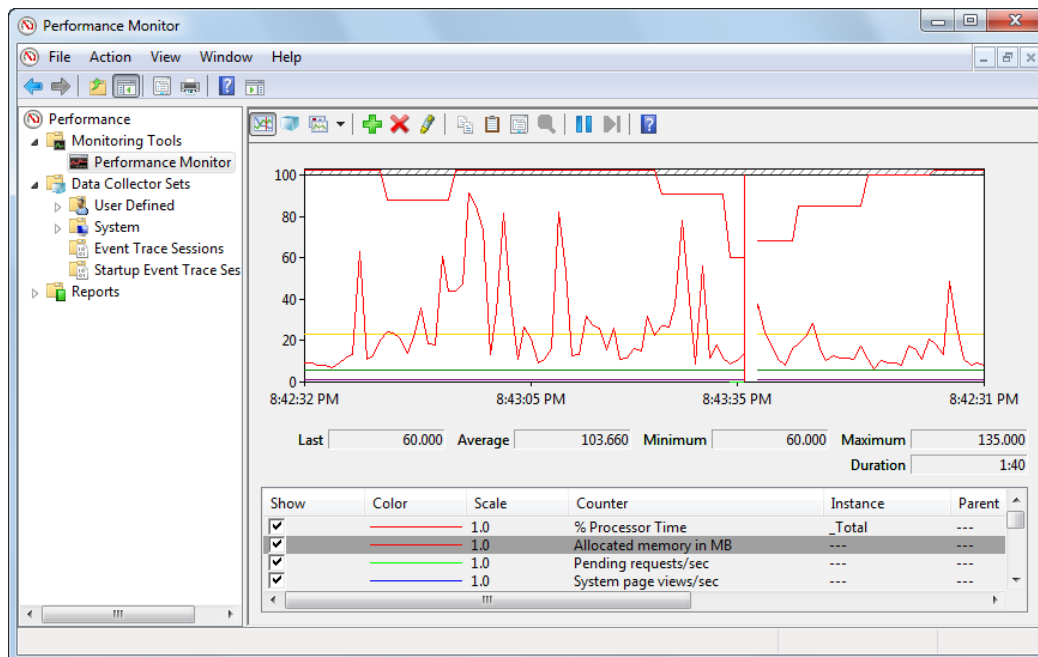 Performance Monitor
File Action View Window Help
Performance
Monitoring Tools
Performance Monitor
Data Collector Sets
User Defined
System
Event Trace Sessions
Startup Event Trace Ses
Reports
100
80
60
40
20
0
8:42:32 PM 8:43:05 PM 8:43:35 PM 8:42:31 PM
Last 60.000 Average 103.660 Minimum 60.000 Maximum 135.000
Duration 1:40
Show Color Scale Counter Instance Parent
1.0 % Processor Time _Total ---
1.0 Allocated memory in MB --- ---
1.0 Pending requests/sec --- ---
1.0 System page views/sec --- ---